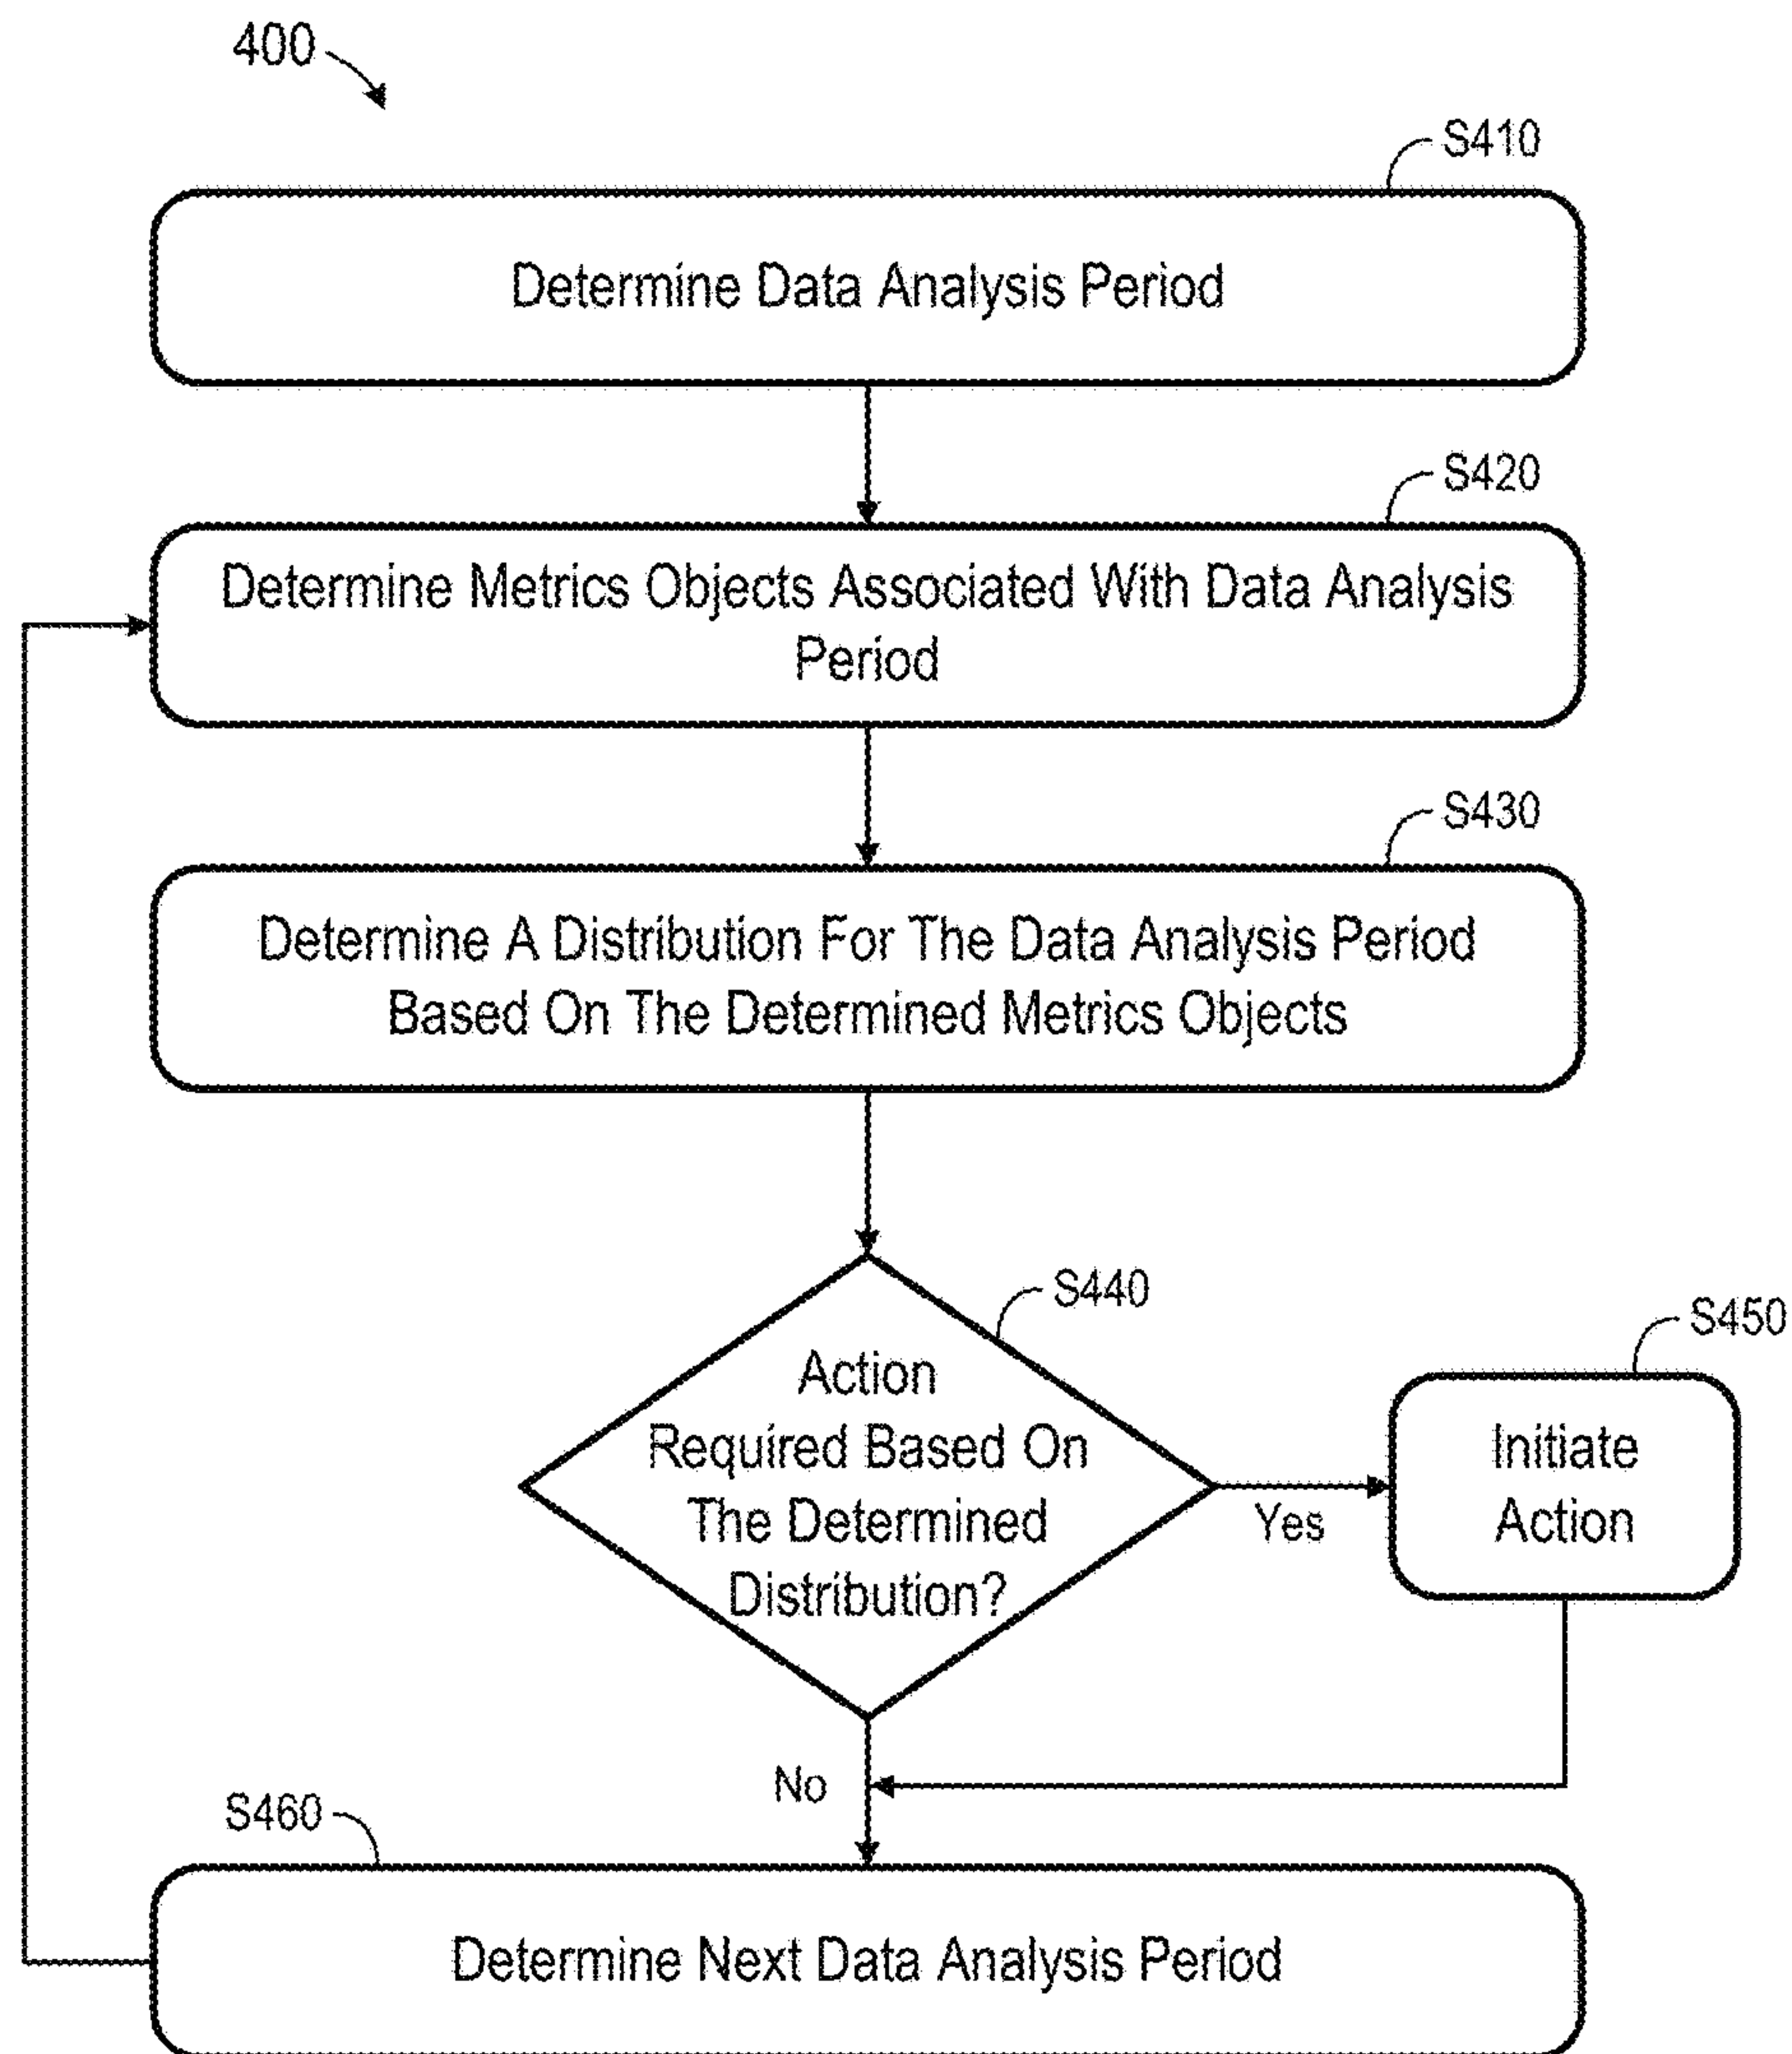 400
S410
Determine Data Analysis Period
S420
Determine Metrics Objects Associated With Data Analysis
Period
S430
Determine A Distribution For The Data Analysis Period
Based On The Determined Metrics Objects
S440
Action
Required Based On
The Determined
Distribution?
Yes
S450
Initiate
Action
No
S460
Determine Next Data Analysis Period